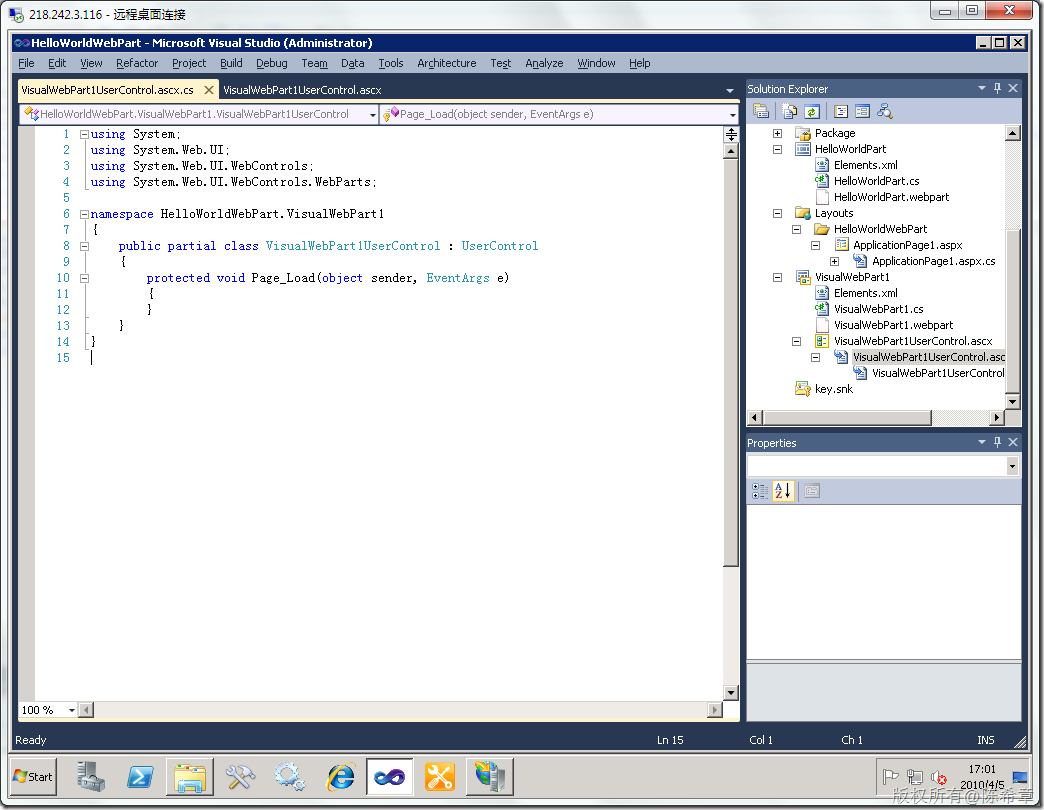 218.242.3.116 - 远程桌面连接
HelloWorldWebPart - Microsoft Visual Studio (Administrator)
File Edit View Refactor Project Build Debug Team Data Tools Architecture Test Analyze Window Help
VisualWebPart1UserControl.ascx.cs VisualWebPart1UserControl.ascx
HelloWorldWebPart.VisualWebPart1.VisualWebPart1UserControl Page_Load(object sender, EventArgs e)
1 using System;
2 using System.Web.UI;
3 using System.Web.UI.WebControls;
4 using System.Web.UI.WebControls.WebParts;
5
6 namespace HelloWorldWebPart.VisualWebPart1
7 {
8 public partial class VisualWebPart1UserControl : UserControl
9 {
10 protected void Page_Load(object sender, EventArgs e)
11 {
12 }
13 }
14 }
15
100 %
Solution Explorer
Package
HelloWorldPart
Elements.xml
HelloWorldPart.cs
HelloWorldPart.webpart
Layouts
HelloWorldWebPart
ApplicationPage1.aspx
ApplicationPage1.aspx.cs
VisualWebPart1
Elements.xml
VisualWebPart1.cs
VisualWebPart1.webpart
VisualWebPart1UserControl.ascx
VisualWebPart1UserControl.asc
VisualWebPart1UserControl
key.snk
Properties
Ready Ln 15 Col 1 Ch 1 INS
Start
17:01
2010/4/5
版权所有@陈希章